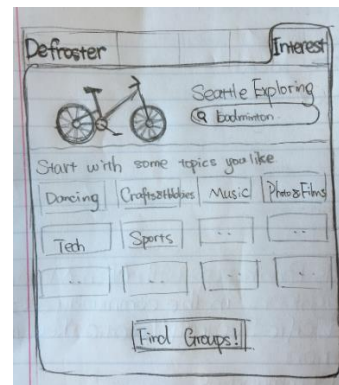 Defroster Interest
Seattle Exploring
badminton
Start with some topics you like
Dancing Crafts&Hobbies Music Photo&Films
Tech Sports . . . .
. . . . . . . .
Find Groups!